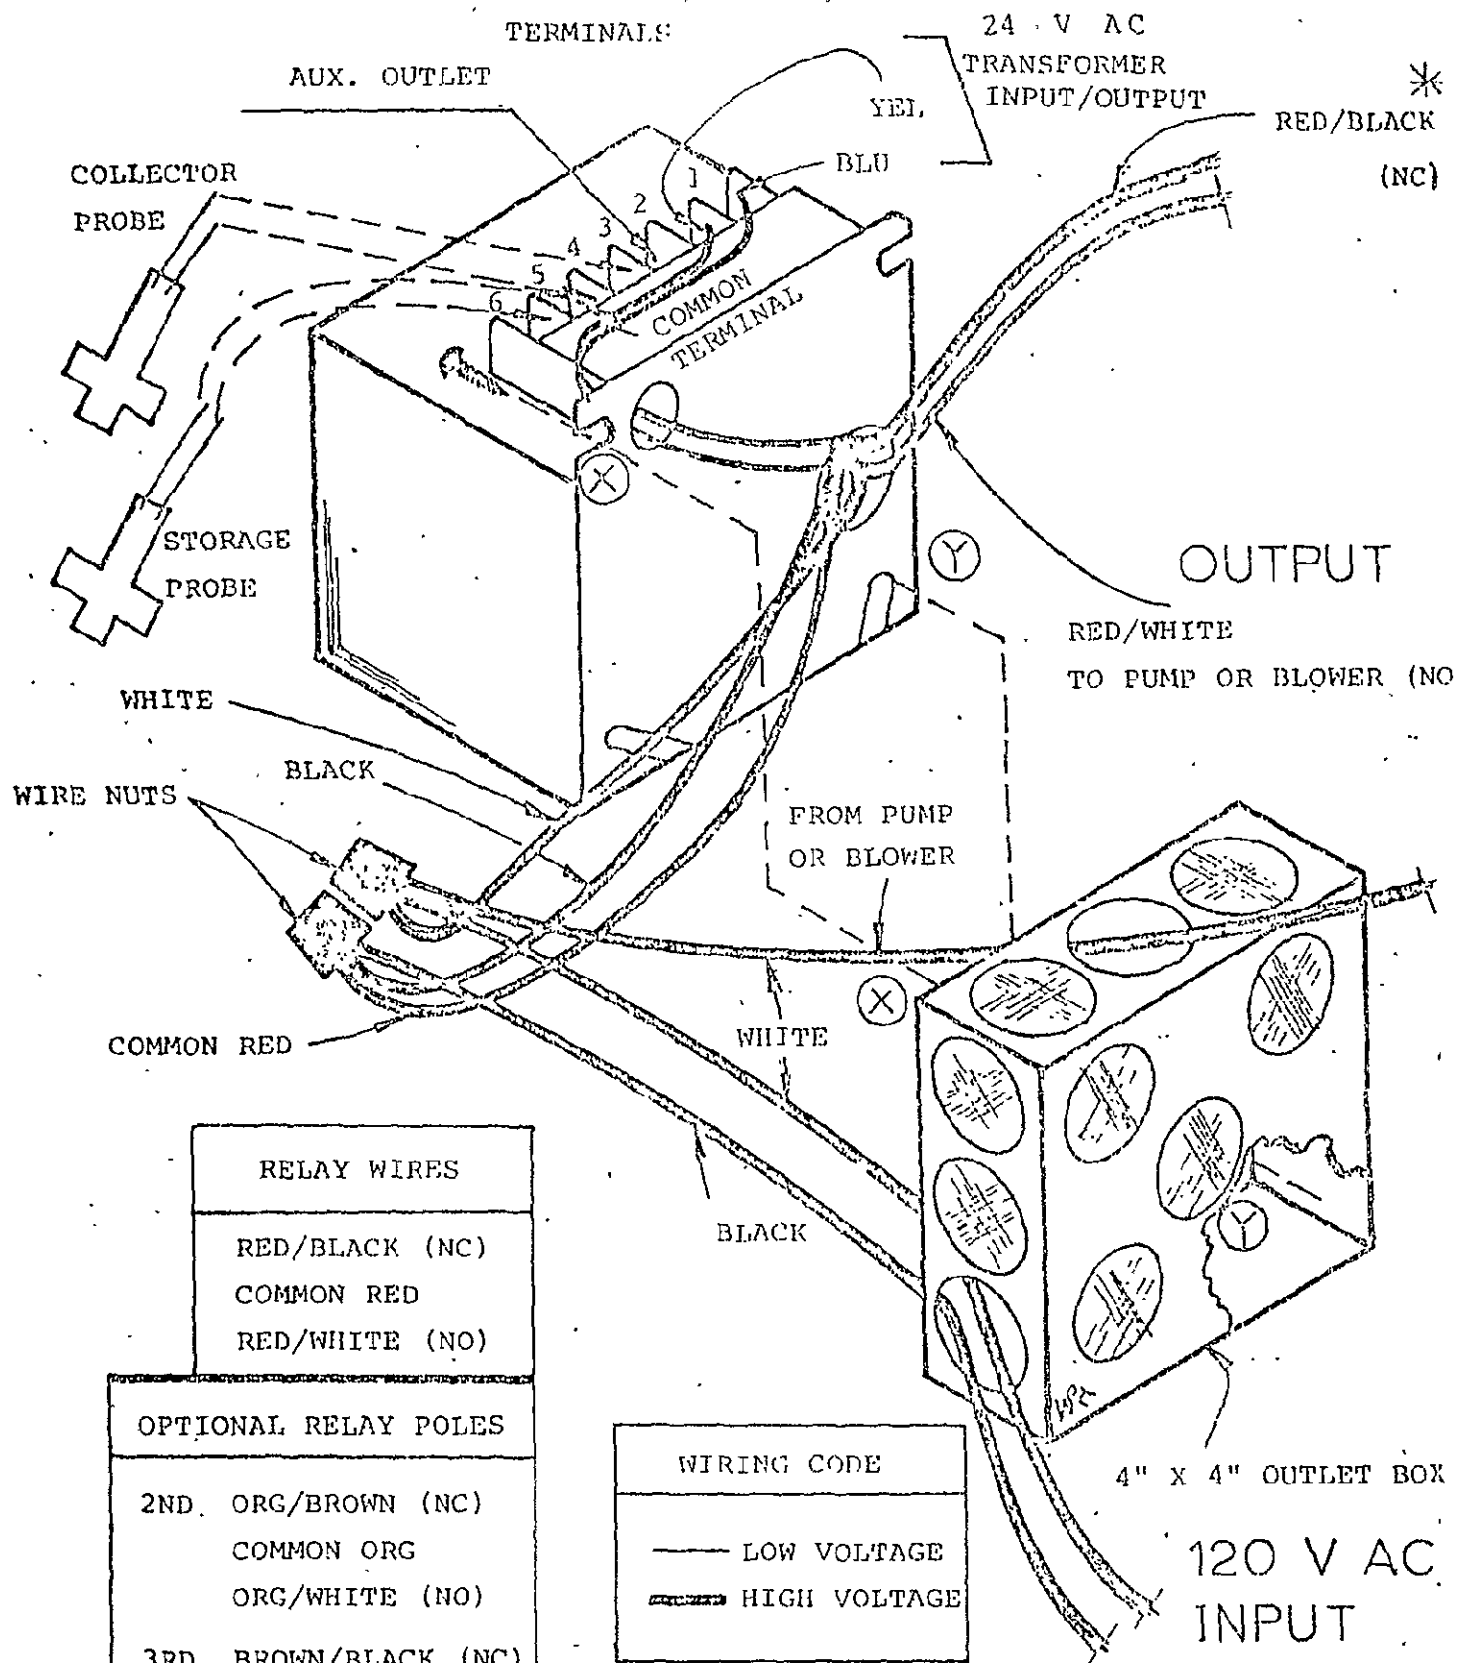 TERMINALS
AUX. OUTLET
24 V AC
TRANSFORMER
INPUT/OUTPUT
YEL
BLU
*
RED/BLACK
(NC)
COLLECTOR
PROBE
1
2
3
4
5
6
COMMON
TERMINAL
X
Y
STORAGE
PROBE
OUTPUT
RED/WHITE
TO PUMP OR BLOWER (NO
WHITE
BLACK
WIRE NUTS
FROM PUMP
OR BLOWER
X
WHITE
COMMON RED
BLACK
Y
RELAY WIRES
RED/BLACK (NC)
COMMON RED
RED/WHITE (NO)
OPTIONAL RELAY POLES
2ND. ORG/BROWN (NC)
COMMON ORG
ORG/WHITE (NO)
3RD. BROWN/BLACK (NC)
WIRING CODE
LOW VOLTAGE
HIGH VOLTAGE
4" X 4" OUTLET BOX
120 V AC
INPUT